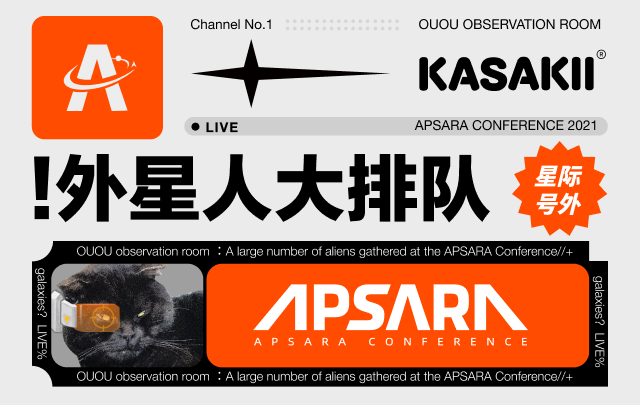 Channel No.1
OUOU OBSERVATION ROOM
A
KASAKII®
LIVE
APSARA CONFERENCE 2021
!外星人大排队
星际
号外
OUOU observation room : A large number of aliens gathered at the APSARA Conference//+
galaxies? LIVE%
APSARA
APSARA CONFERENCE
galaxies? LIVE%
OUOU observation room : A large number of aliens gathered at the APSARA Conference//+